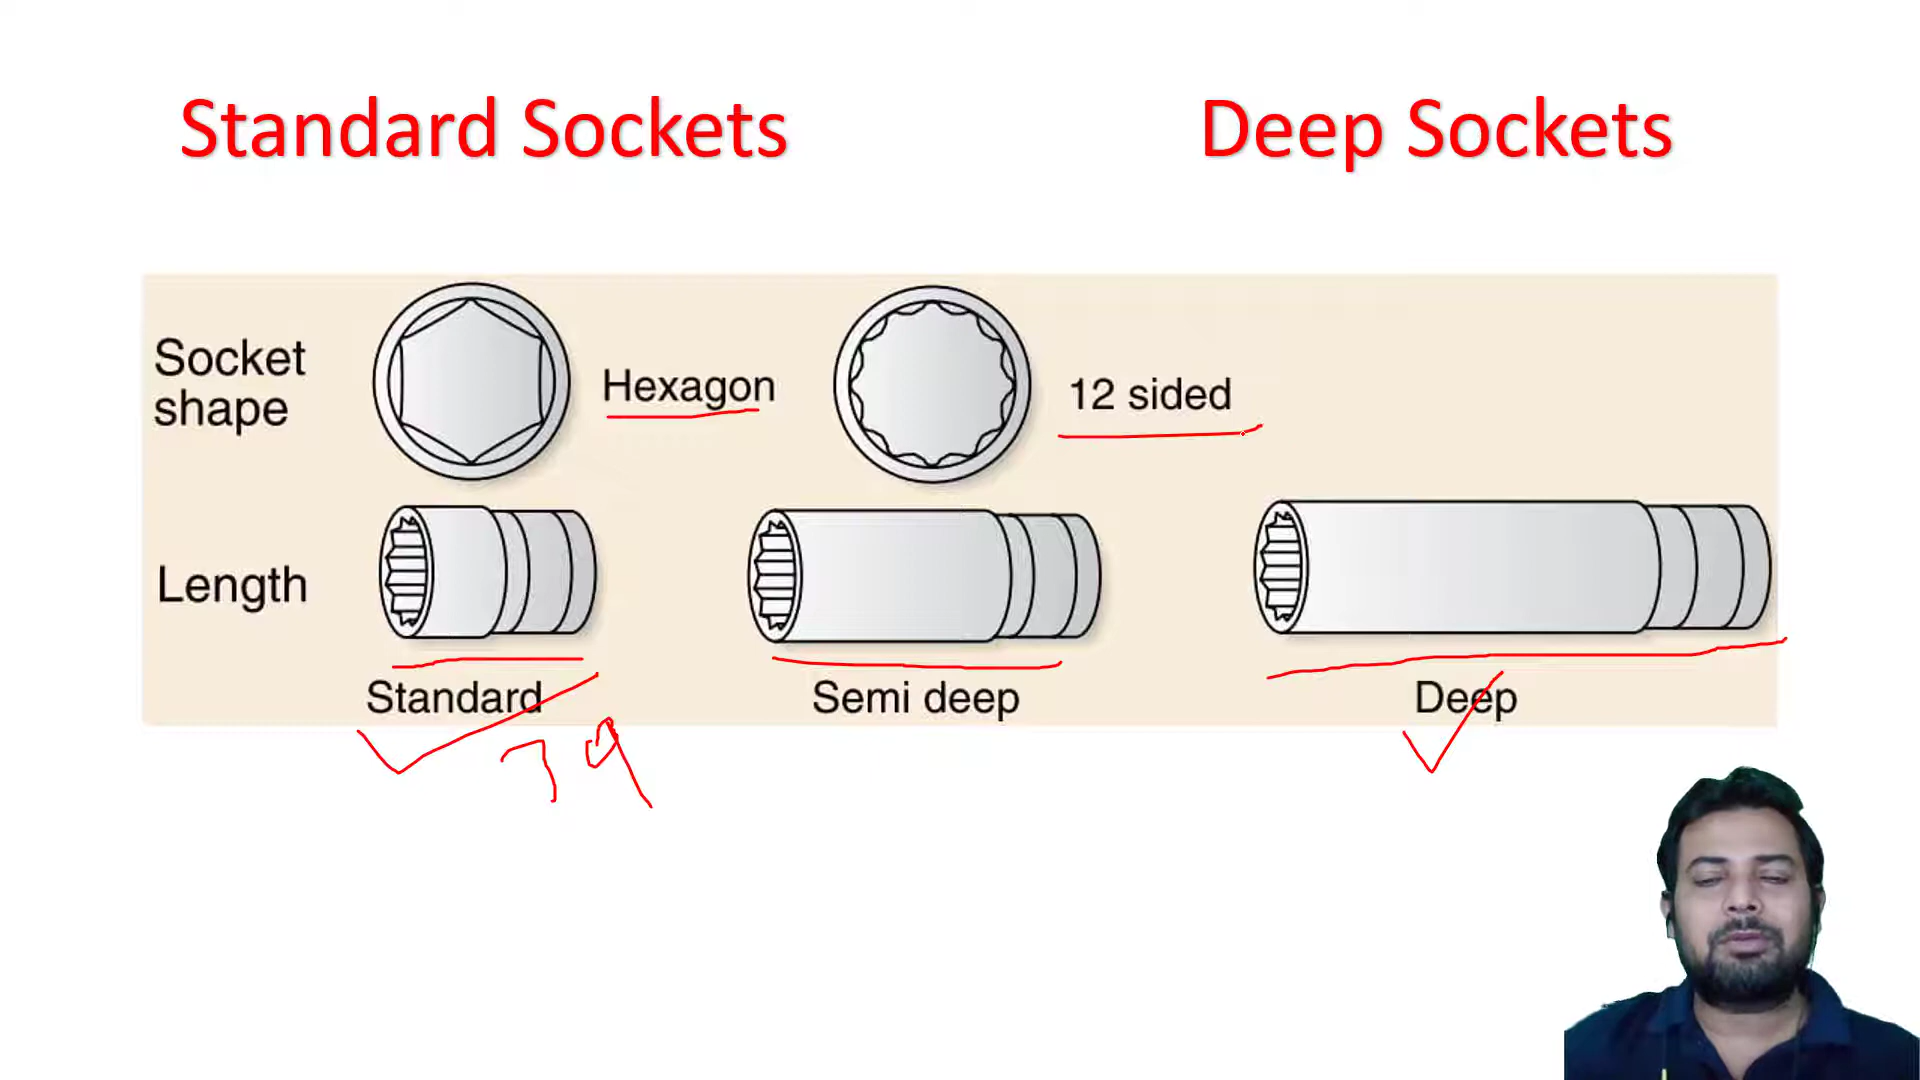 Standard Sockets
Deep Sockets
Socket shape
Hexagon
12 sided
Length
Standard
Semi deep
Deep